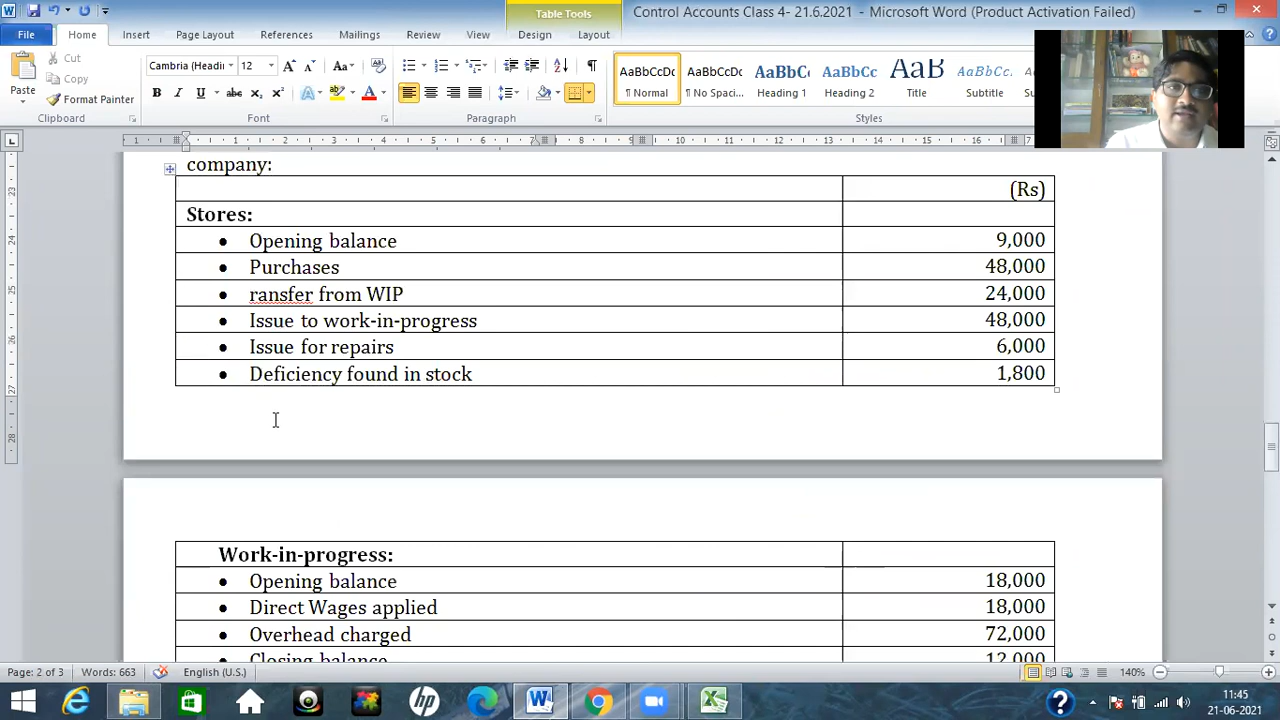 Table Tools
Control Accounts Class 4- 21.6.2021 - Microsoft Word (Product Activation Failed)
File Home Insert Page Layout References Mailings Review View Design Layout
Paste
Cut
Copy
Format Painter
Clipboard
Cambria (Headi 12
Font
Paragraph
AaBbCcDc AaBbCcDc AaBbCc AaBbCc AaB AaBbCcL
¶ Normal ¶ No Spaci... Heading 1 Heading 2 Title Subtitle
Styles
company:
(Rs)
Stores:
• Opening balance 9,000
• Purchases 48,000
• ransfer from WIP 24,000
• Issue to work-in-progress 48,000
• Issue for repairs 6,000
• Deficiency found in stock 1,800
Work-in-progress:
• Opening balance 18,000
• Direct Wages applied 18,000
• Overhead charged 72,000
• Closing balance 12,000
Page: 2 of 3 Words: 663 English (U.S.) 140%
11:45
21-06-2021